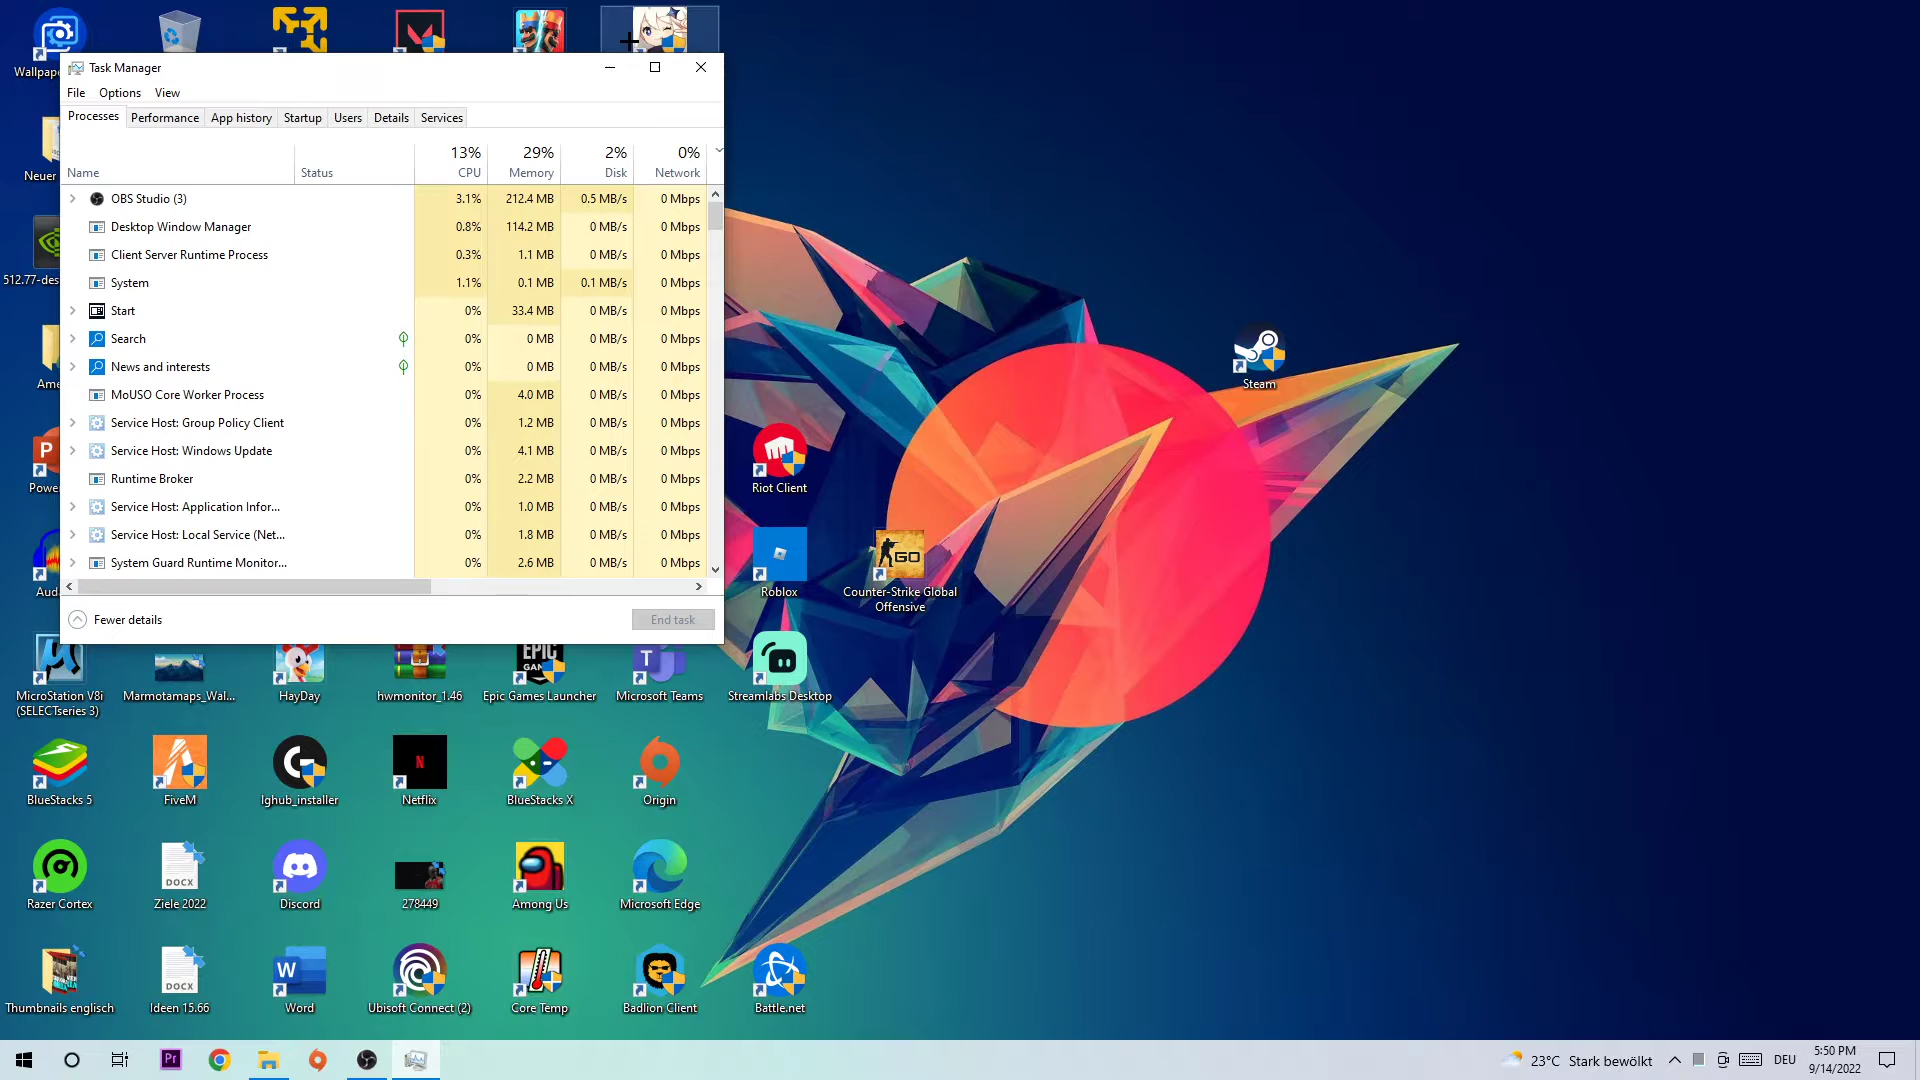 Wallpape
Neuer
512.77-des
Ame
Powe
Auda
Task Manager
File Options View
Processes Performance App history Startup Users Details Services
13% 29% 2% 0%
Name Status CPU Memory Disk Network
OBS Studio (3) 3.1% 212.4 MB 0.5 MB/s 0 Mbps
Desktop Window Manager 0.8% 114.2 MB 0 MB/s 0 Mbps
Client Server Runtime Process 0.3% 1.1 MB 0 MB/s 0 Mbps
System 1.1% 0.1 MB 0.1 MB/s 0 Mbps
Start 0% 33.4 MB 0 MB/s 0 Mbps
Search 0% 0 MB 0 MB/s 0 Mbps
News and interests 0% 0 MB 0 MB/s 0 Mbps
MoUSO Core Worker Process 0% 4.0 MB 0 MB/s 0 Mbps
Service Host: Group Policy Client 0% 1.2 MB 0 MB/s 0 Mbps
Service Host: Windows Update 0% 4.1 MB 0 MB/s 0 Mbps
Runtime Broker 0% 2.2 MB 0 MB/s 0 Mbps
Service Host: Application Infor... 0% 1.0 MB 0 MB/s 0 Mbps
Service Host: Local Service (Net... 0% 1.8 MB 0 MB/s 0 Mbps
System Guard Runtime Monitor... 0% 2.6 MB 0 MB/s 0 Mbps
Fewer details End task
Steam
Riot Client
GO
Roblox Counter-Strike Global
Offensive
EPIC
GAM
MicroStation V8i Marmotamaps_Wal... HayDay hwmonitor_1.46 Epic Games Launcher Microsoft Teams Streamlabs Desktop
(SELECTseries 3)
N
BlueStacks 5 FiveM lghub_installer Netflix BlueStacks X Origin
DOCX
Razer Cortex Ziele 2022 Discord 278449 Among Us Microsoft Edge
DOCX W
Thumbnails englisch Ideen 15.66 Word Ubisoft Connect (2) Core Temp Badlion Client Battle.net
Pr 23°C Stark bewölkt DEU 5:50 PM
9/14/2022